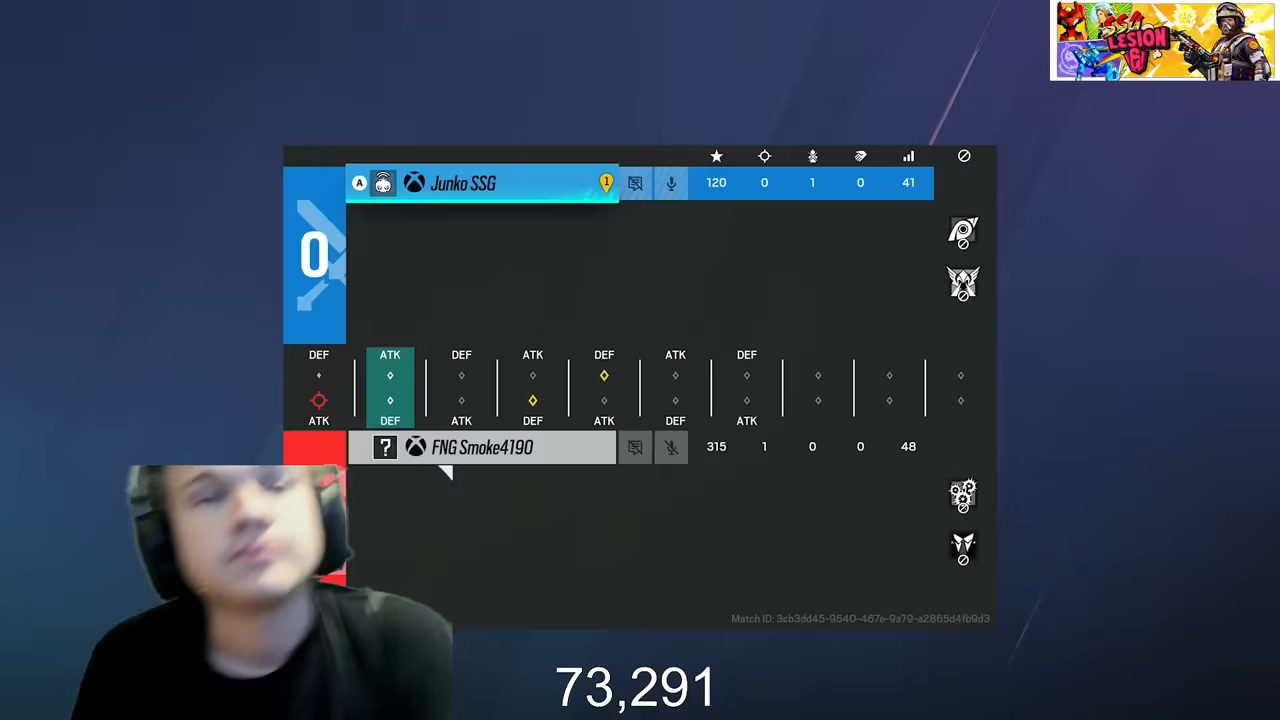 SSG
LESION
A Junko SSG 1 120 0 1 0 41
0
DEF ATK DEF ATK DEF ATK DEF
ATK DEF ATK DEF ATK DEF ATK
? FNG Smoke4190 315 1 0 0 48
Match ID: 3cb3dd45-9540-467e-9a79-a2865d4fb9d3
73,291